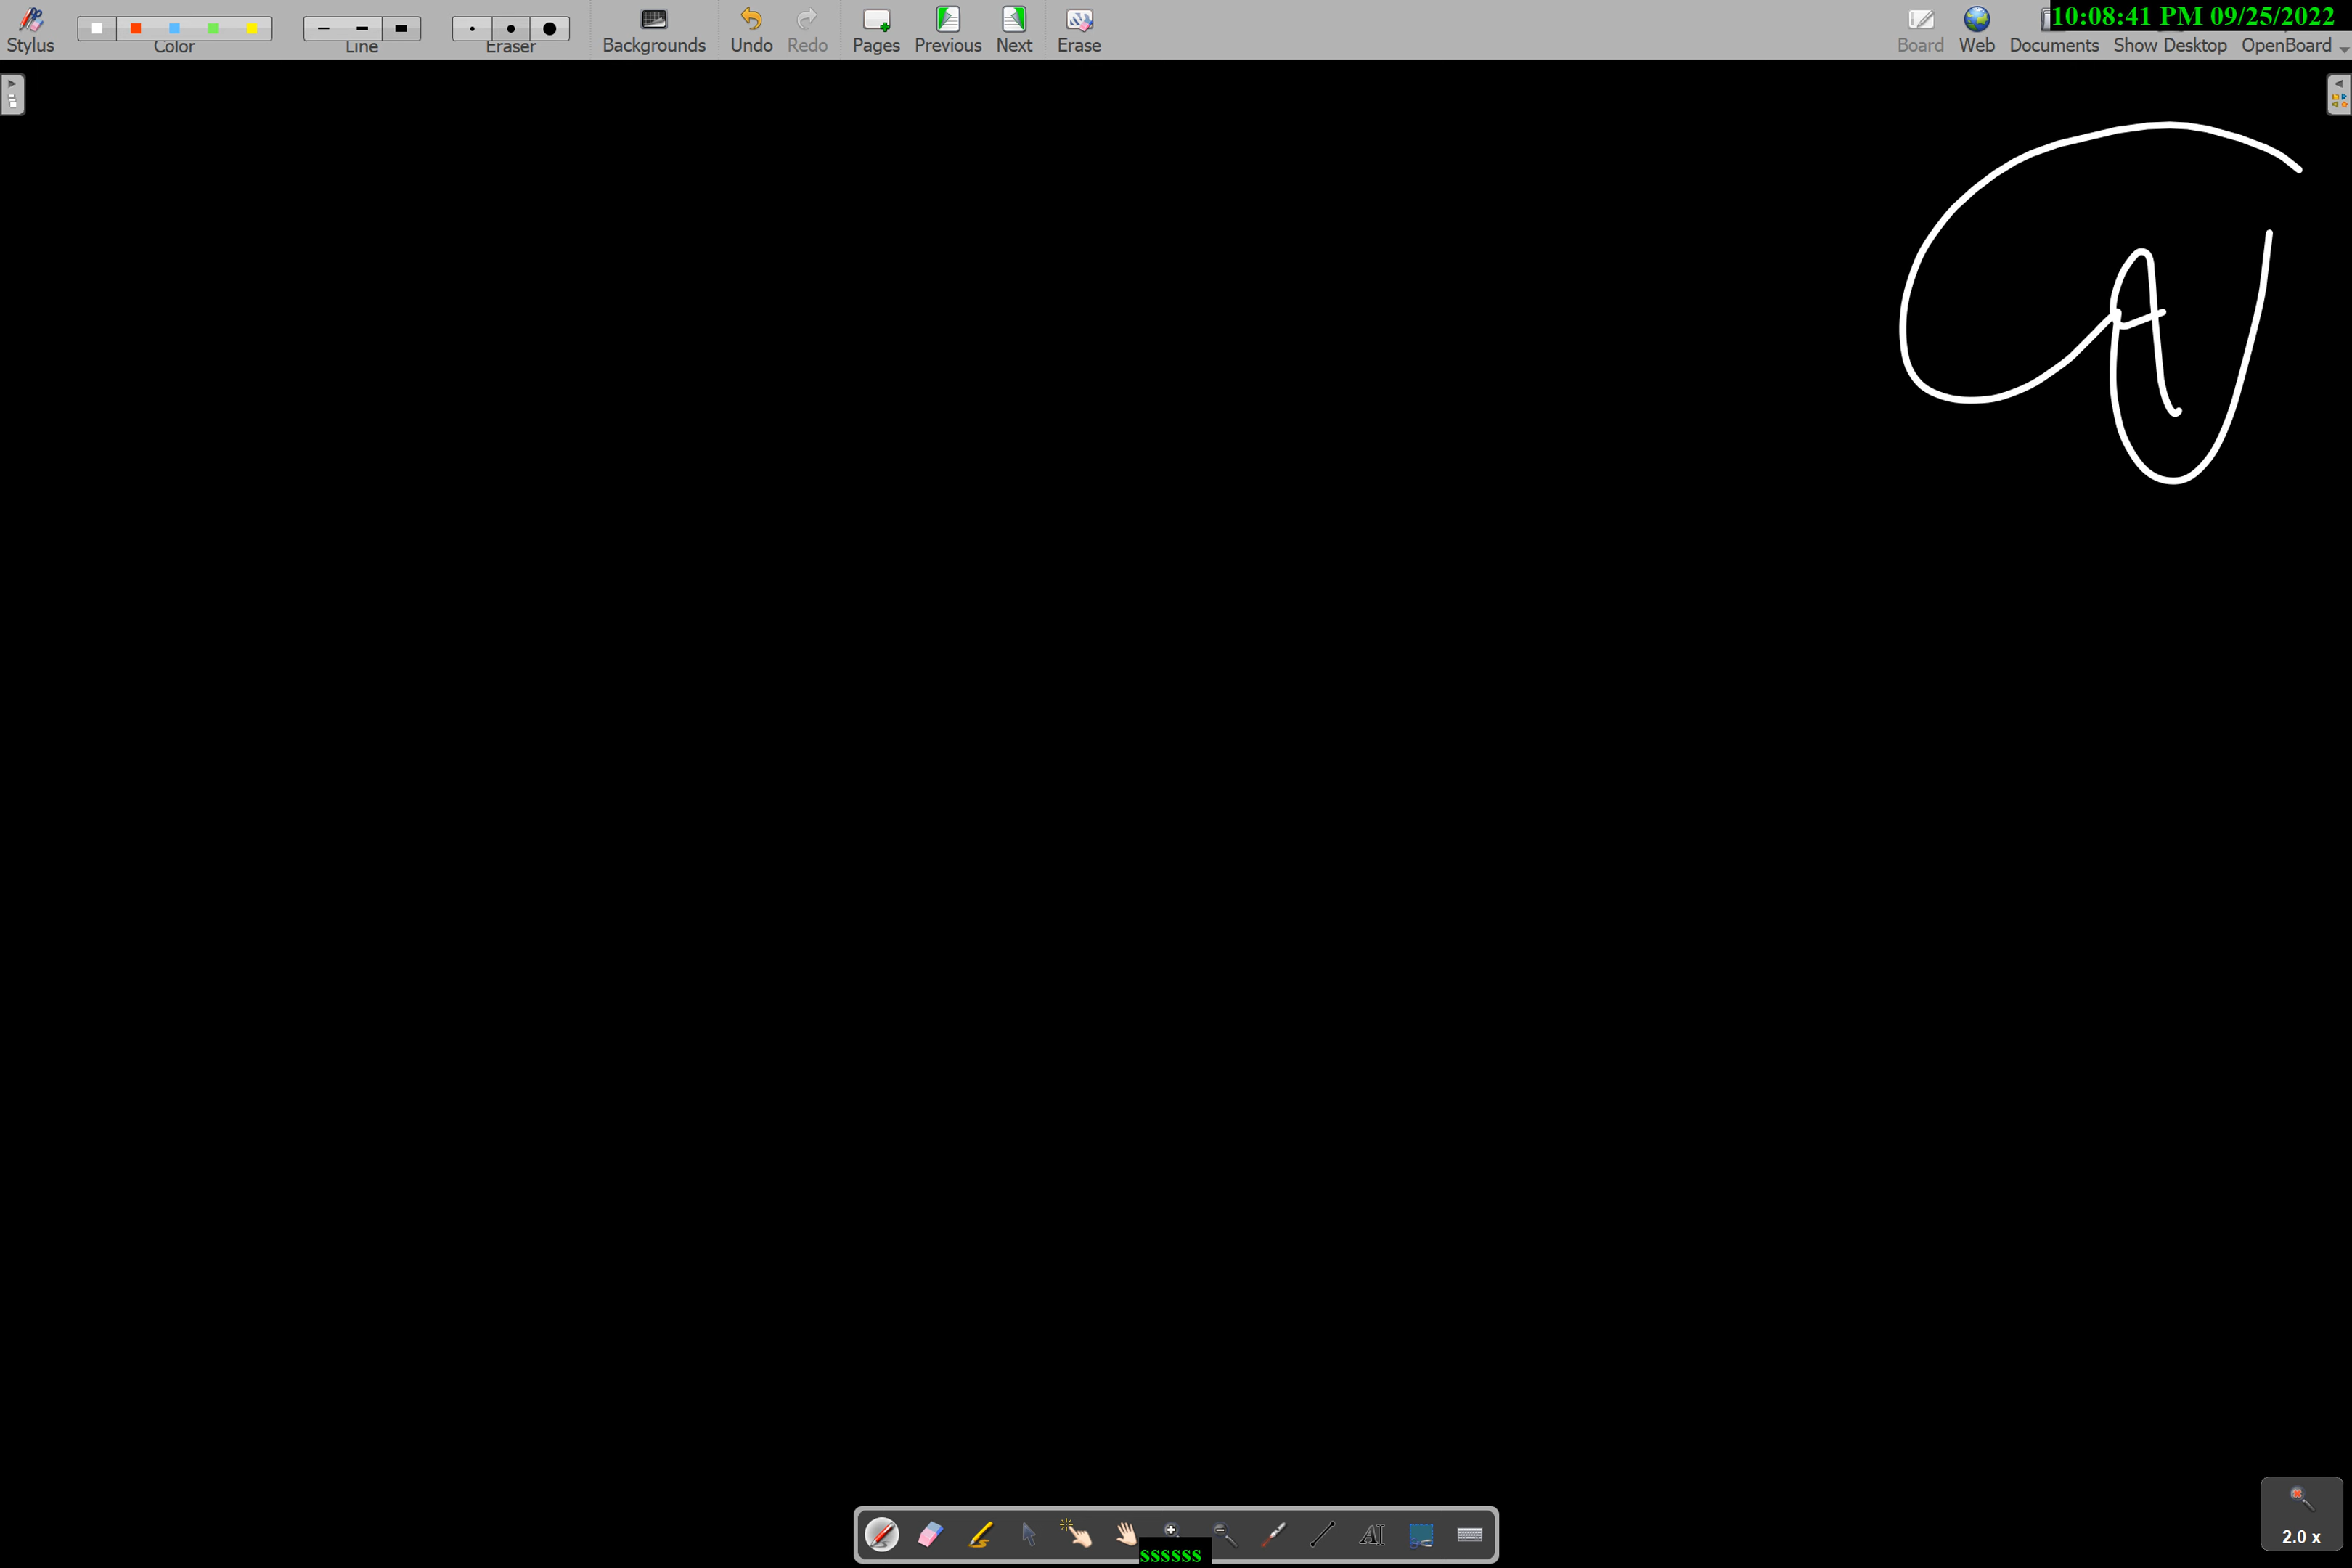 10:08:41 PM 09/25/2022
Stylus Color Line Eraser Backgrounds Undo Redo Pages Previous Next Erase Board Web Documents Show Desktop OpenBoard
ssssss
2.0 x